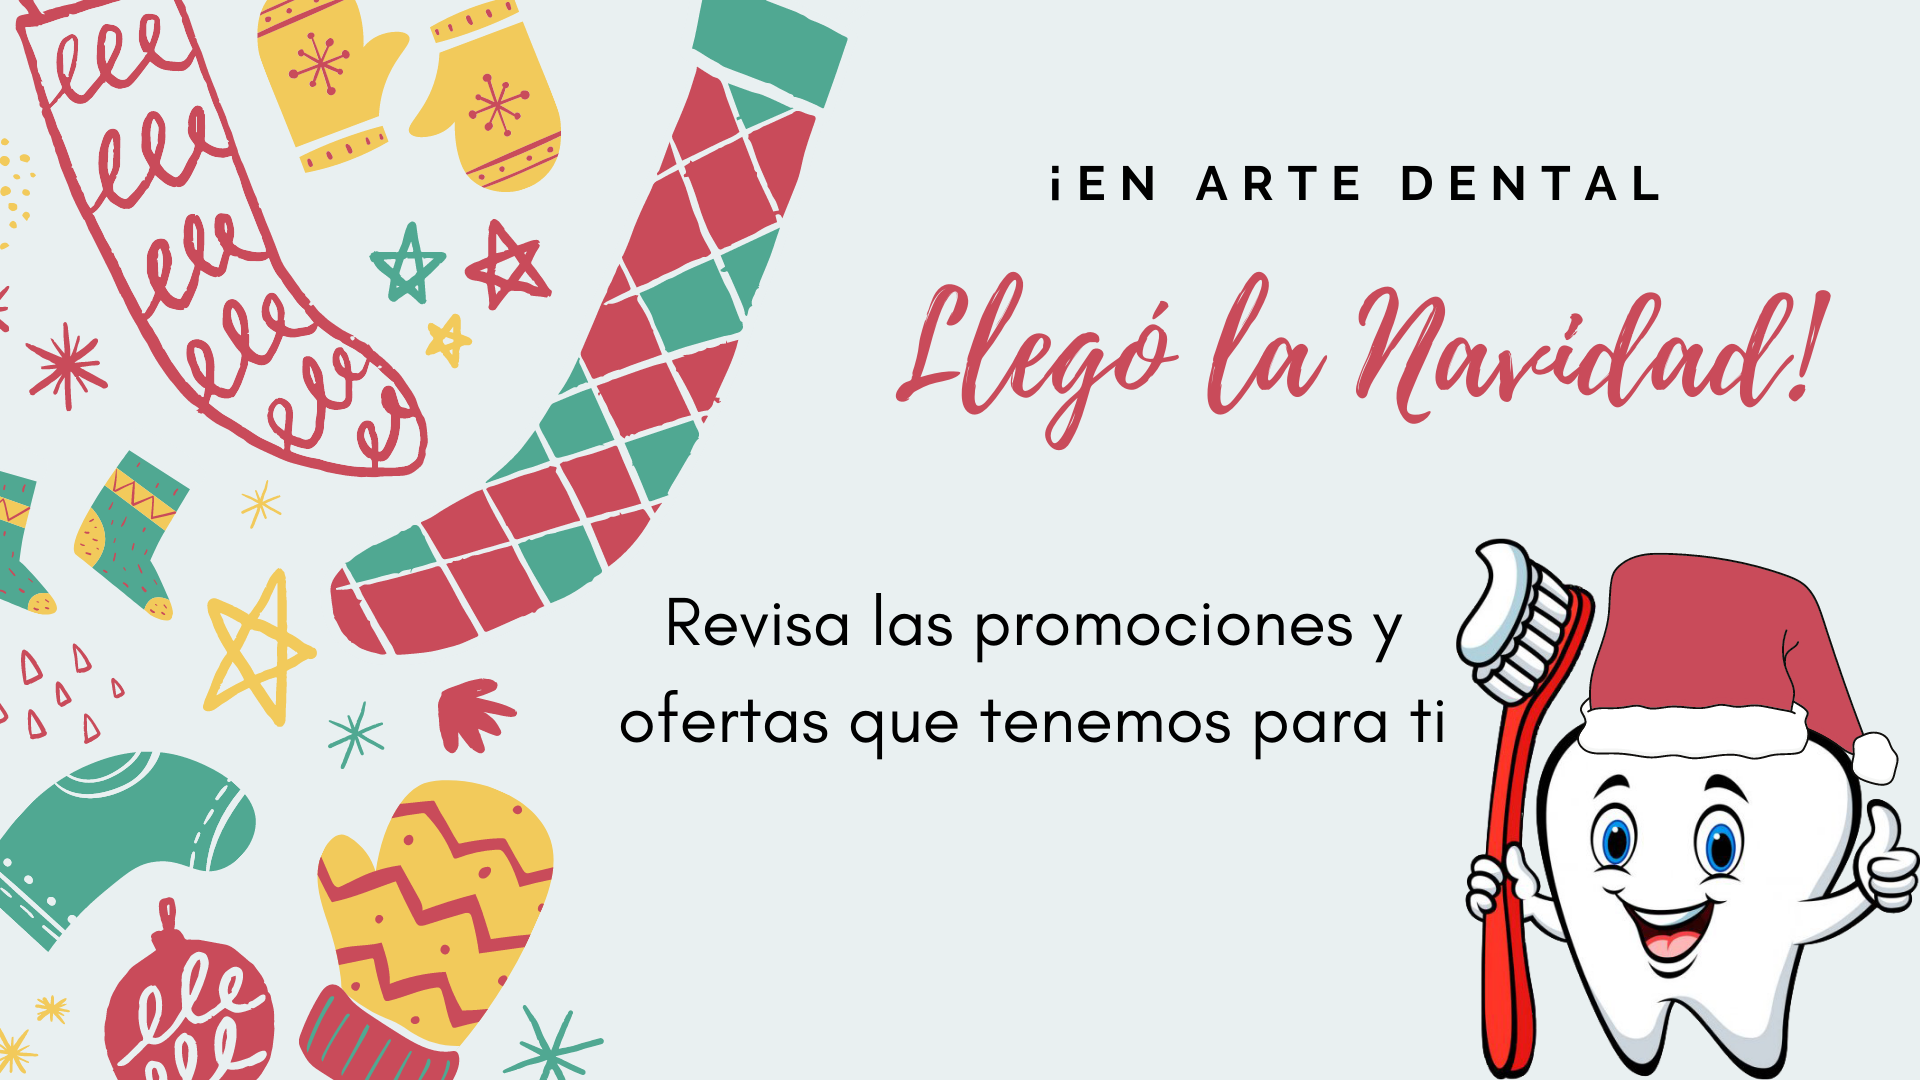 ¡EN ARTE DENTAL
Llegó la Navidad!
Revisa las promociones y
ofertas que tenemos para ti